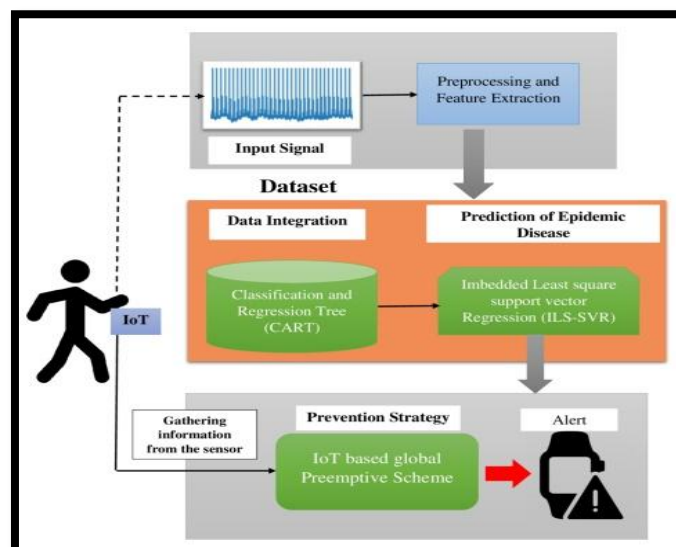 Preprocessing and
Feature Extraction
Input Signal
Dataset
Data Integration
Prediction of Epidemic
Disease
Classification and
Regression Tree
(CART)
Imbedded Least square
support vector
Regression (ILS-SVR)
IoT
Gathering
information
from the sensor
Prevention Strategy
IoT based global
Preemptive Scheme
Alert